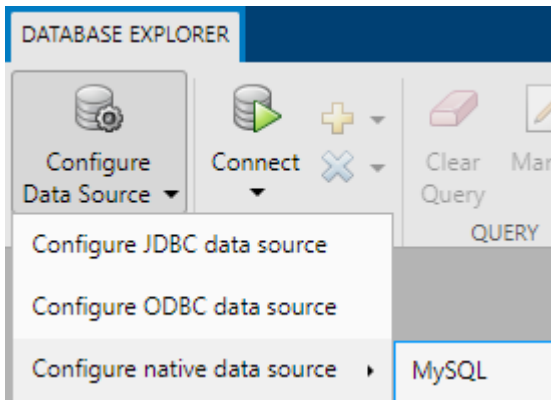 DATABASE EXPLORER
Configure
Data Source
Connect
Clear
Query
QUERY
Configure JDBC data source
Configure ODBC data source
Configure native data source
MySQL